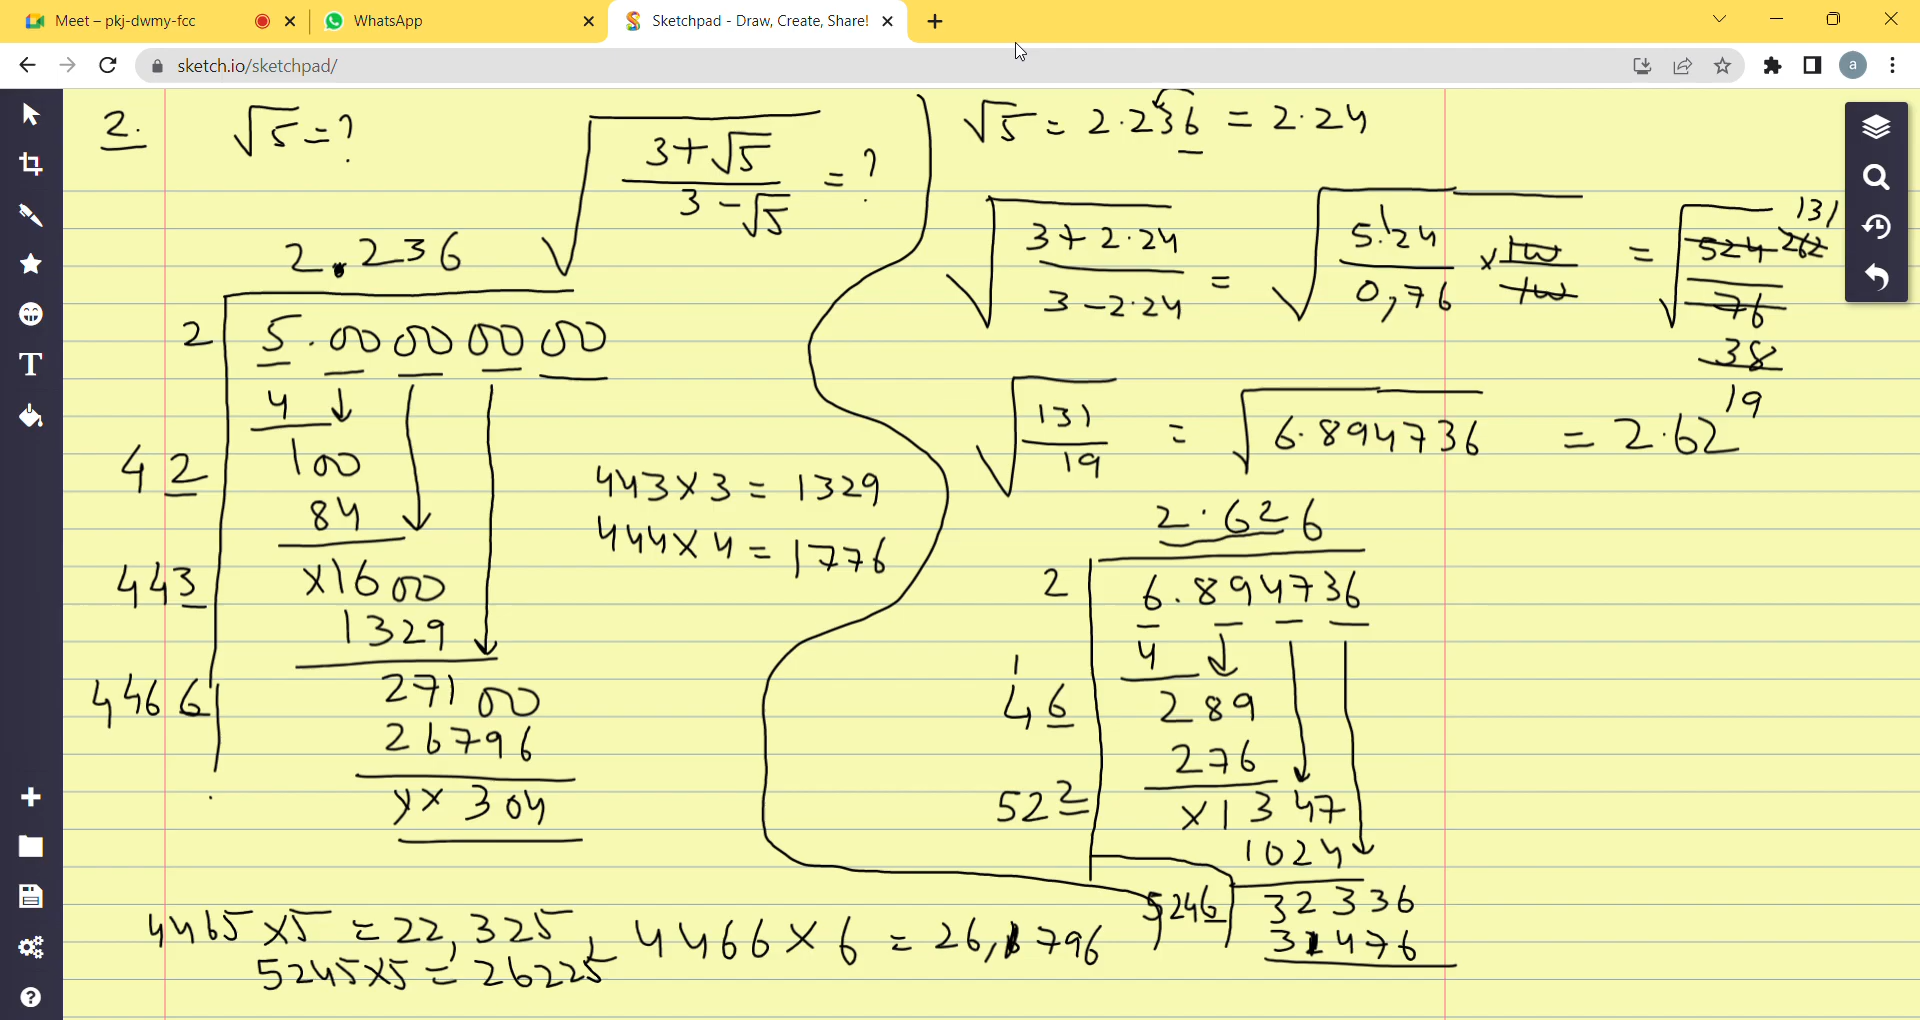 Meet – pkj-dwmy-fcc
WhatsApp
Sketchpad - Draw, Create, Share!
sketch.io/sketchpad/
a
2. √5 = ?
√((3+√5)/(3-√5)) = ?
2.236
2 5.00 00 00 00
4
42 100
84
443 ×1600
1329
4466 27100
26796
×× 304
443×3 = 1329
444×4 = 1776
4465×5 = 22,325, 4466×6 = 26,796
5245×5 = 26225
√5 = 2.236 = 2.24
√((3+2.24)/(3-2.24)) = √(5.24/0,76 × 100/100) = √(524/76) 262 131
38
19
√(131/19) = √6.894736 = 2.62
2.626
2 6.894736
4
46 289
1
276
522 ×1347
1024
5246 32336
31476
T
?